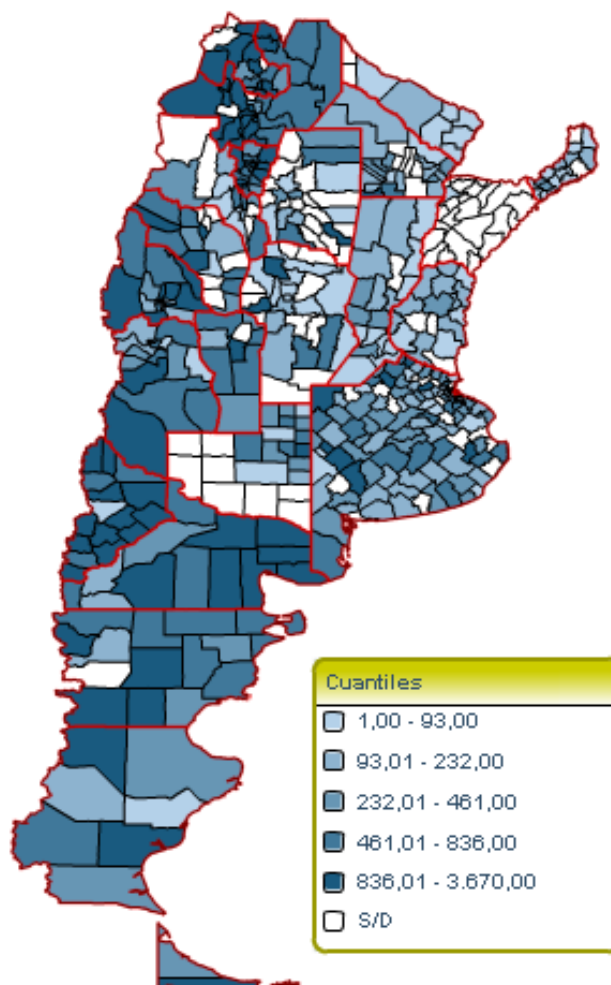 Cuantiles
1,00 - 93,00
93,01 - 232,00
232,01 - 461,00
461,01 - 836,00
836,01 - 3.670,00
S/D